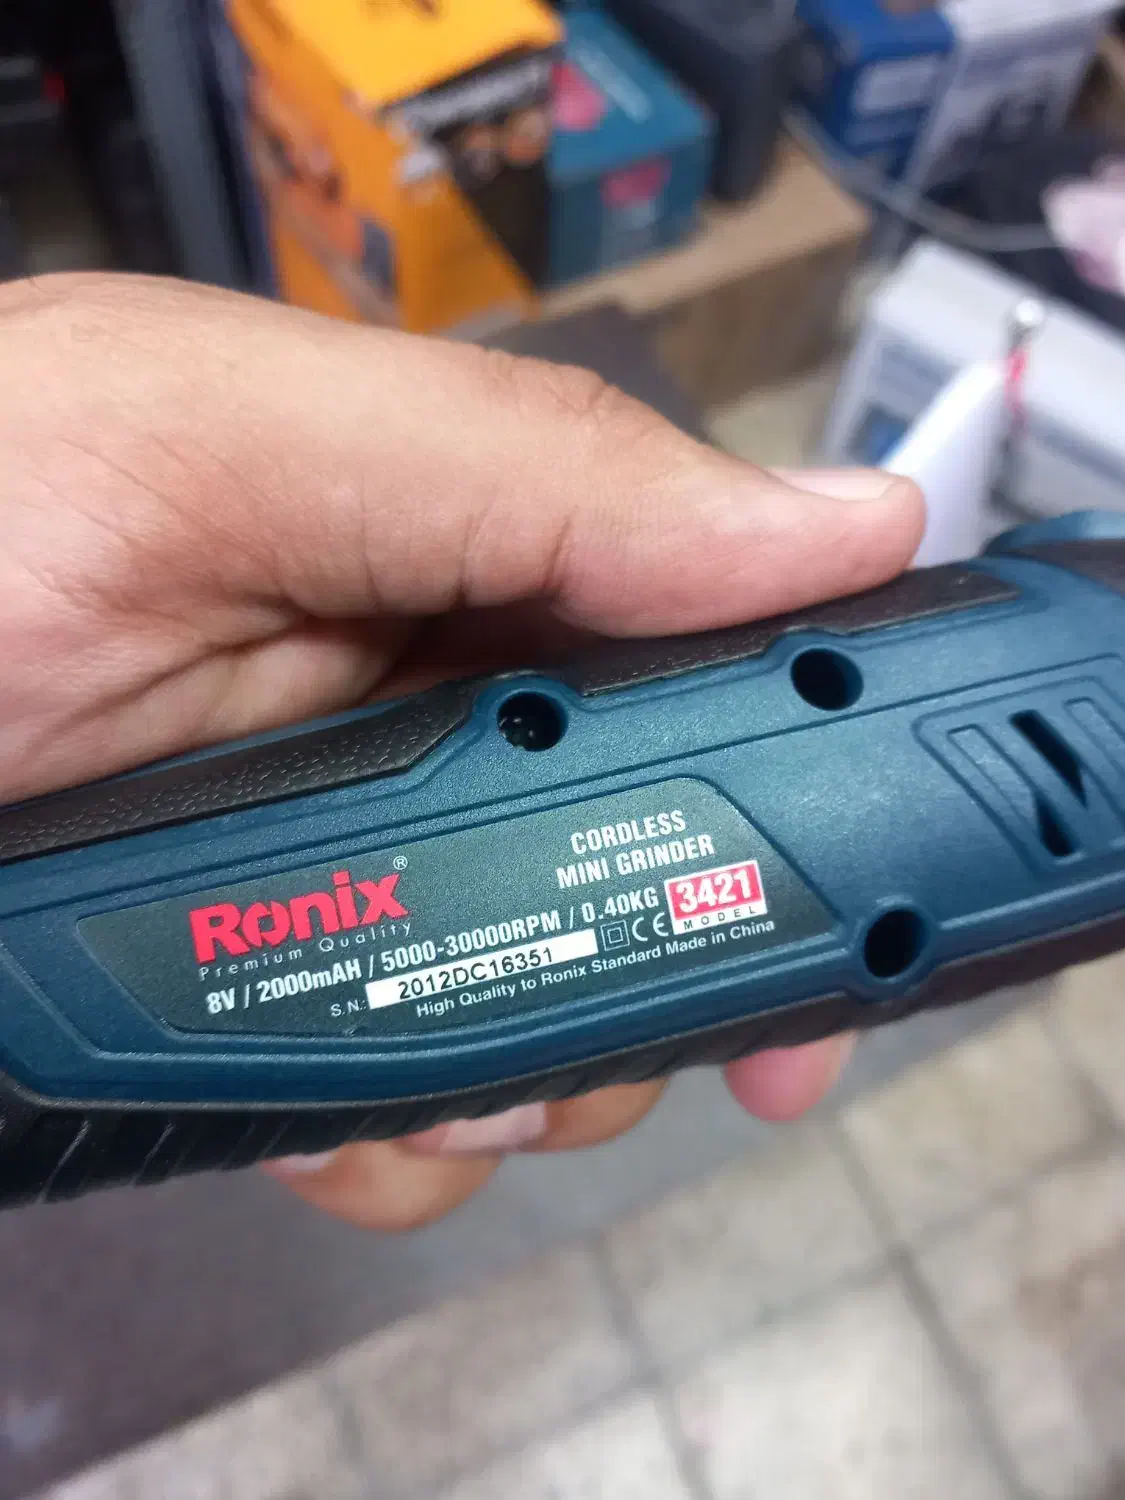 Ronix®
Premium Quality
CORDLESS
MINI GRINDER
8V / 2000mAH / 5000-30000RPM / 0.40KG
3421
MODEL
S.N.: 2012DC16351
CE
High Quality to Ronix Standard Made in China